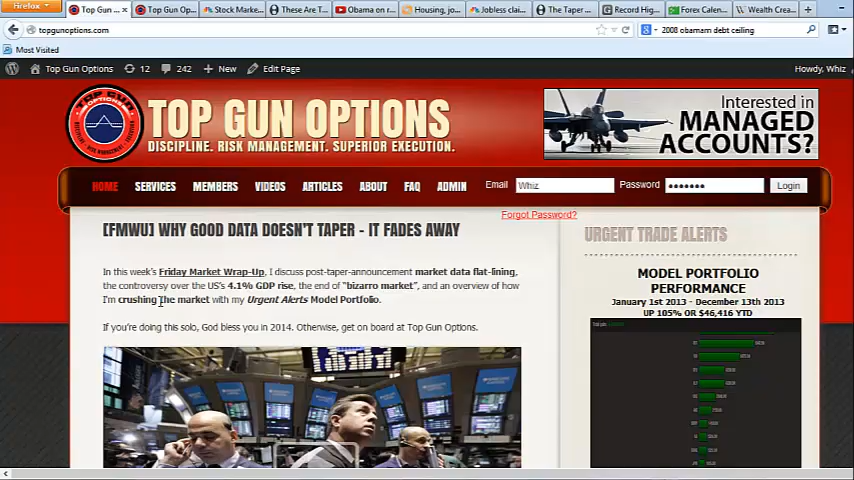 Firefox
Top Gun ...
Top Gun Opti...
Stock Marke...
These Are T...
Obama on r...
Housing, jo...
Jobless clai...
The Taper ...
Record Hig...
Forex Calen...
Wealth Crea...
topgunoptions.com
2008 obamam debt ceiling
Most Visited
Top Gun Options
12
242
New
Edit Page
Howdy, Whiz
TOP GUN OPTIONS
DISCIPLINE. RISK MANAGEMENT. SUPERIOR EXECUTION.
Interested in
MANAGED
ACCOUNTS?
HOME SERVICES MEMBERS VIDEOS ARTICLES ABOUT FAQ ADMIN
Email Whiz Password Login
Forgot Password?
[FMWU] WHY GOOD DATA DOESN'T TAPER - IT FADES AWAY
In this week's Friday Market Wrap-Up, I discuss post-taper-announcement market data flat-lining,
the controversy over the US's 4.1% GDP rise, the end of "bizarro market", and an overview of how
I'm crushing the market with my Urgent Alerts Model Portfolio.
If you're doing this solo, God bless you in 2014. Otherwise, get on board at Top Gun Options.
URGENT TRADE ALERTS
MODEL PORTFOLIO
PERFORMANCE
January 1st 2013 - December 13th 2013
UP 105% OR $46,416 YTD